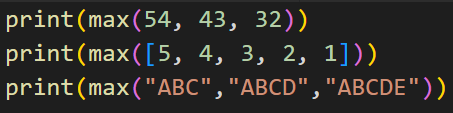 print(max(54, 43, 32))
print(max([5, 4, 3, 2, 1]))
print(max("ABC","ABCD","ABCDE"))